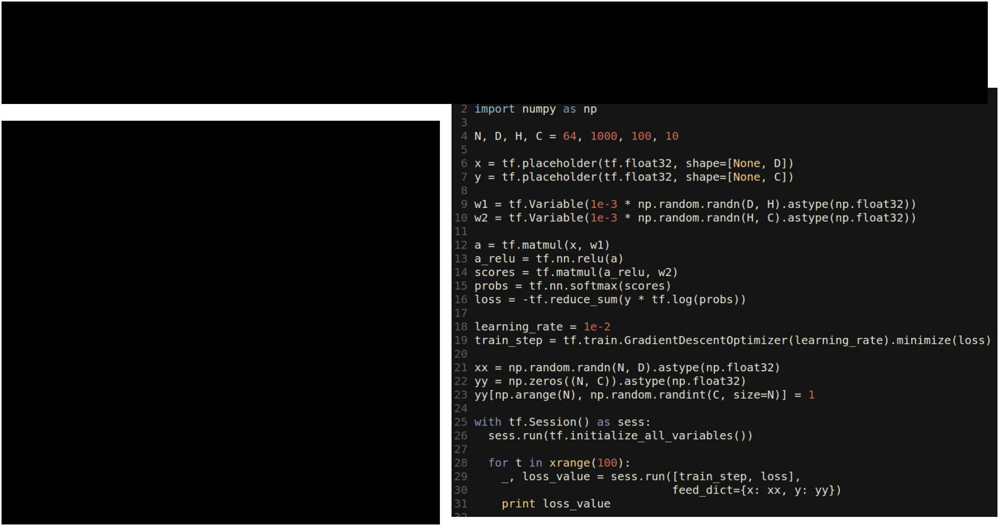 2 import numpy as np
3
4 N, D, H, C = 64, 1000, 100, 10
5
6 x = tf.placeholder(tf.float32, shape=[None, D])
7 y = tf.placeholder(tf.float32, shape=[None, C])
8
9 w1 = tf.Variable(1e-3 * np.random.randn(D, H).astype(np.float32))
10 w2 = tf.Variable(1e-3 * np.random.randn(H, C).astype(np.float32))
11
12 a = tf.matmul(x, w1)
13 a_relu = tf.nn.relu(a)
14 scores = tf.matmul(a_relu, w2)
15 probs = tf.nn.softmax(scores)
16 loss = -tf.reduce_sum(y * tf.log(probs))
17
18 learning_rate = 1e-2
19 train_step = tf.train.GradientDescentOptimizer(learning_rate).minimize(loss)
20
21 xx = np.random.randn(N, D).astype(np.float32)
22 yy = np.zeros((N, C)).astype(np.float32)
23 yy[np.arange(N), np.random.randint(C, size=N)] = 1
24
25 with tf.Session() as sess:
26   sess.run(tf.initialize_all_variables())
27
28   for t in xrange(100):
29     _, loss_value = sess.run([train_step, loss],
30                              feed_dict={x: xx, y: yy})
31     print loss_value
32